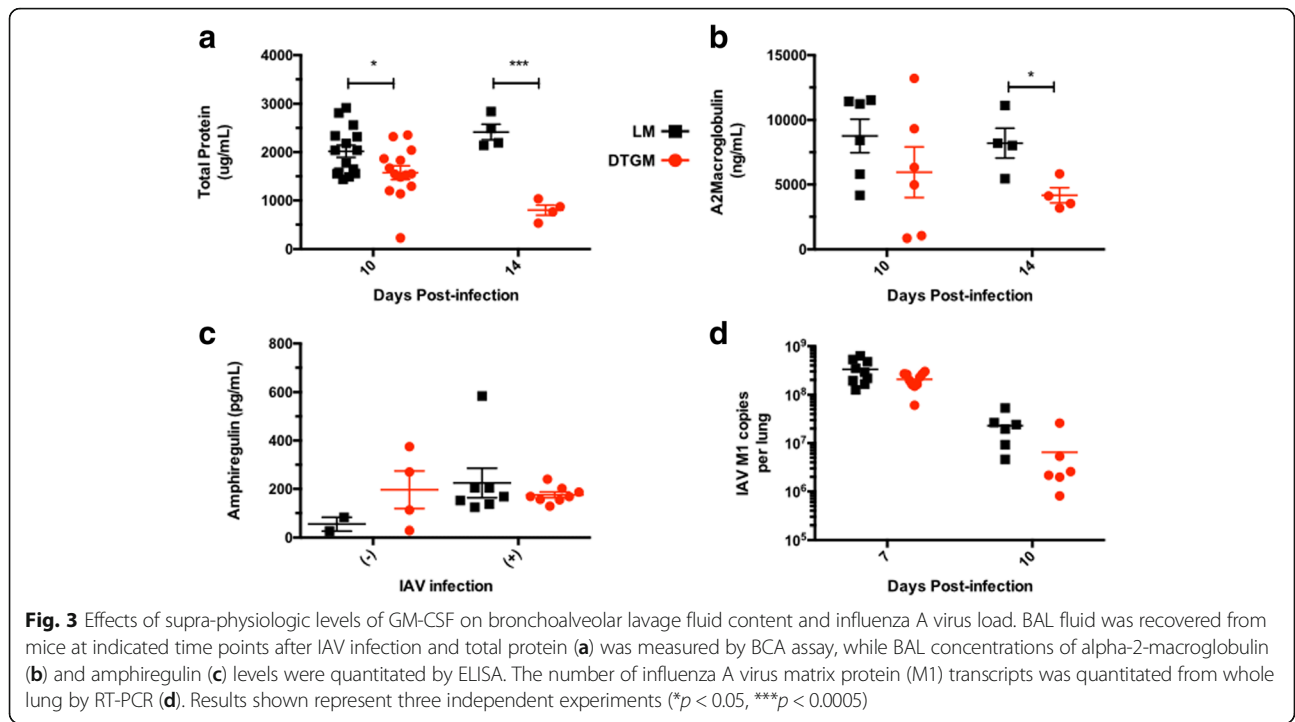 a
4000
3000
2000
1000
0
Total Protein
(ug/mL)
*
***
10
14
Days Post-infection
LM
DTGM
b
15000
10000
5000
0
A2Macroglobulin
(ng/mL)
*
10
14
Days Post-infection
c
800
600
400
200
0
Amphiregulin (pg/mL)
(-)
(+)
IAV infection
d
10⁹
10⁸
10⁷
10⁶
10⁵
IAV M1 copies
per lung
7
10
Days Post-infection
Fig. 3 Effects of supra-physiologic levels of GM-CSF on bronchoalveolar lavage fluid content and influenza A virus load. BAL fluid was recovered from
mice at indicated time points after IAV infection and total protein (a) was measured by BCA assay, while BAL concentrations of alpha-2-macroglobulin
(b) and amphiregulin (c) levels were quantitated by ELISA. The number of influenza A virus matrix protein (M1) transcripts was quantitated from whole
lung by RT-PCR (d). Results shown represent three independent experiments (*p < 0.05, ***p < 0.0005)